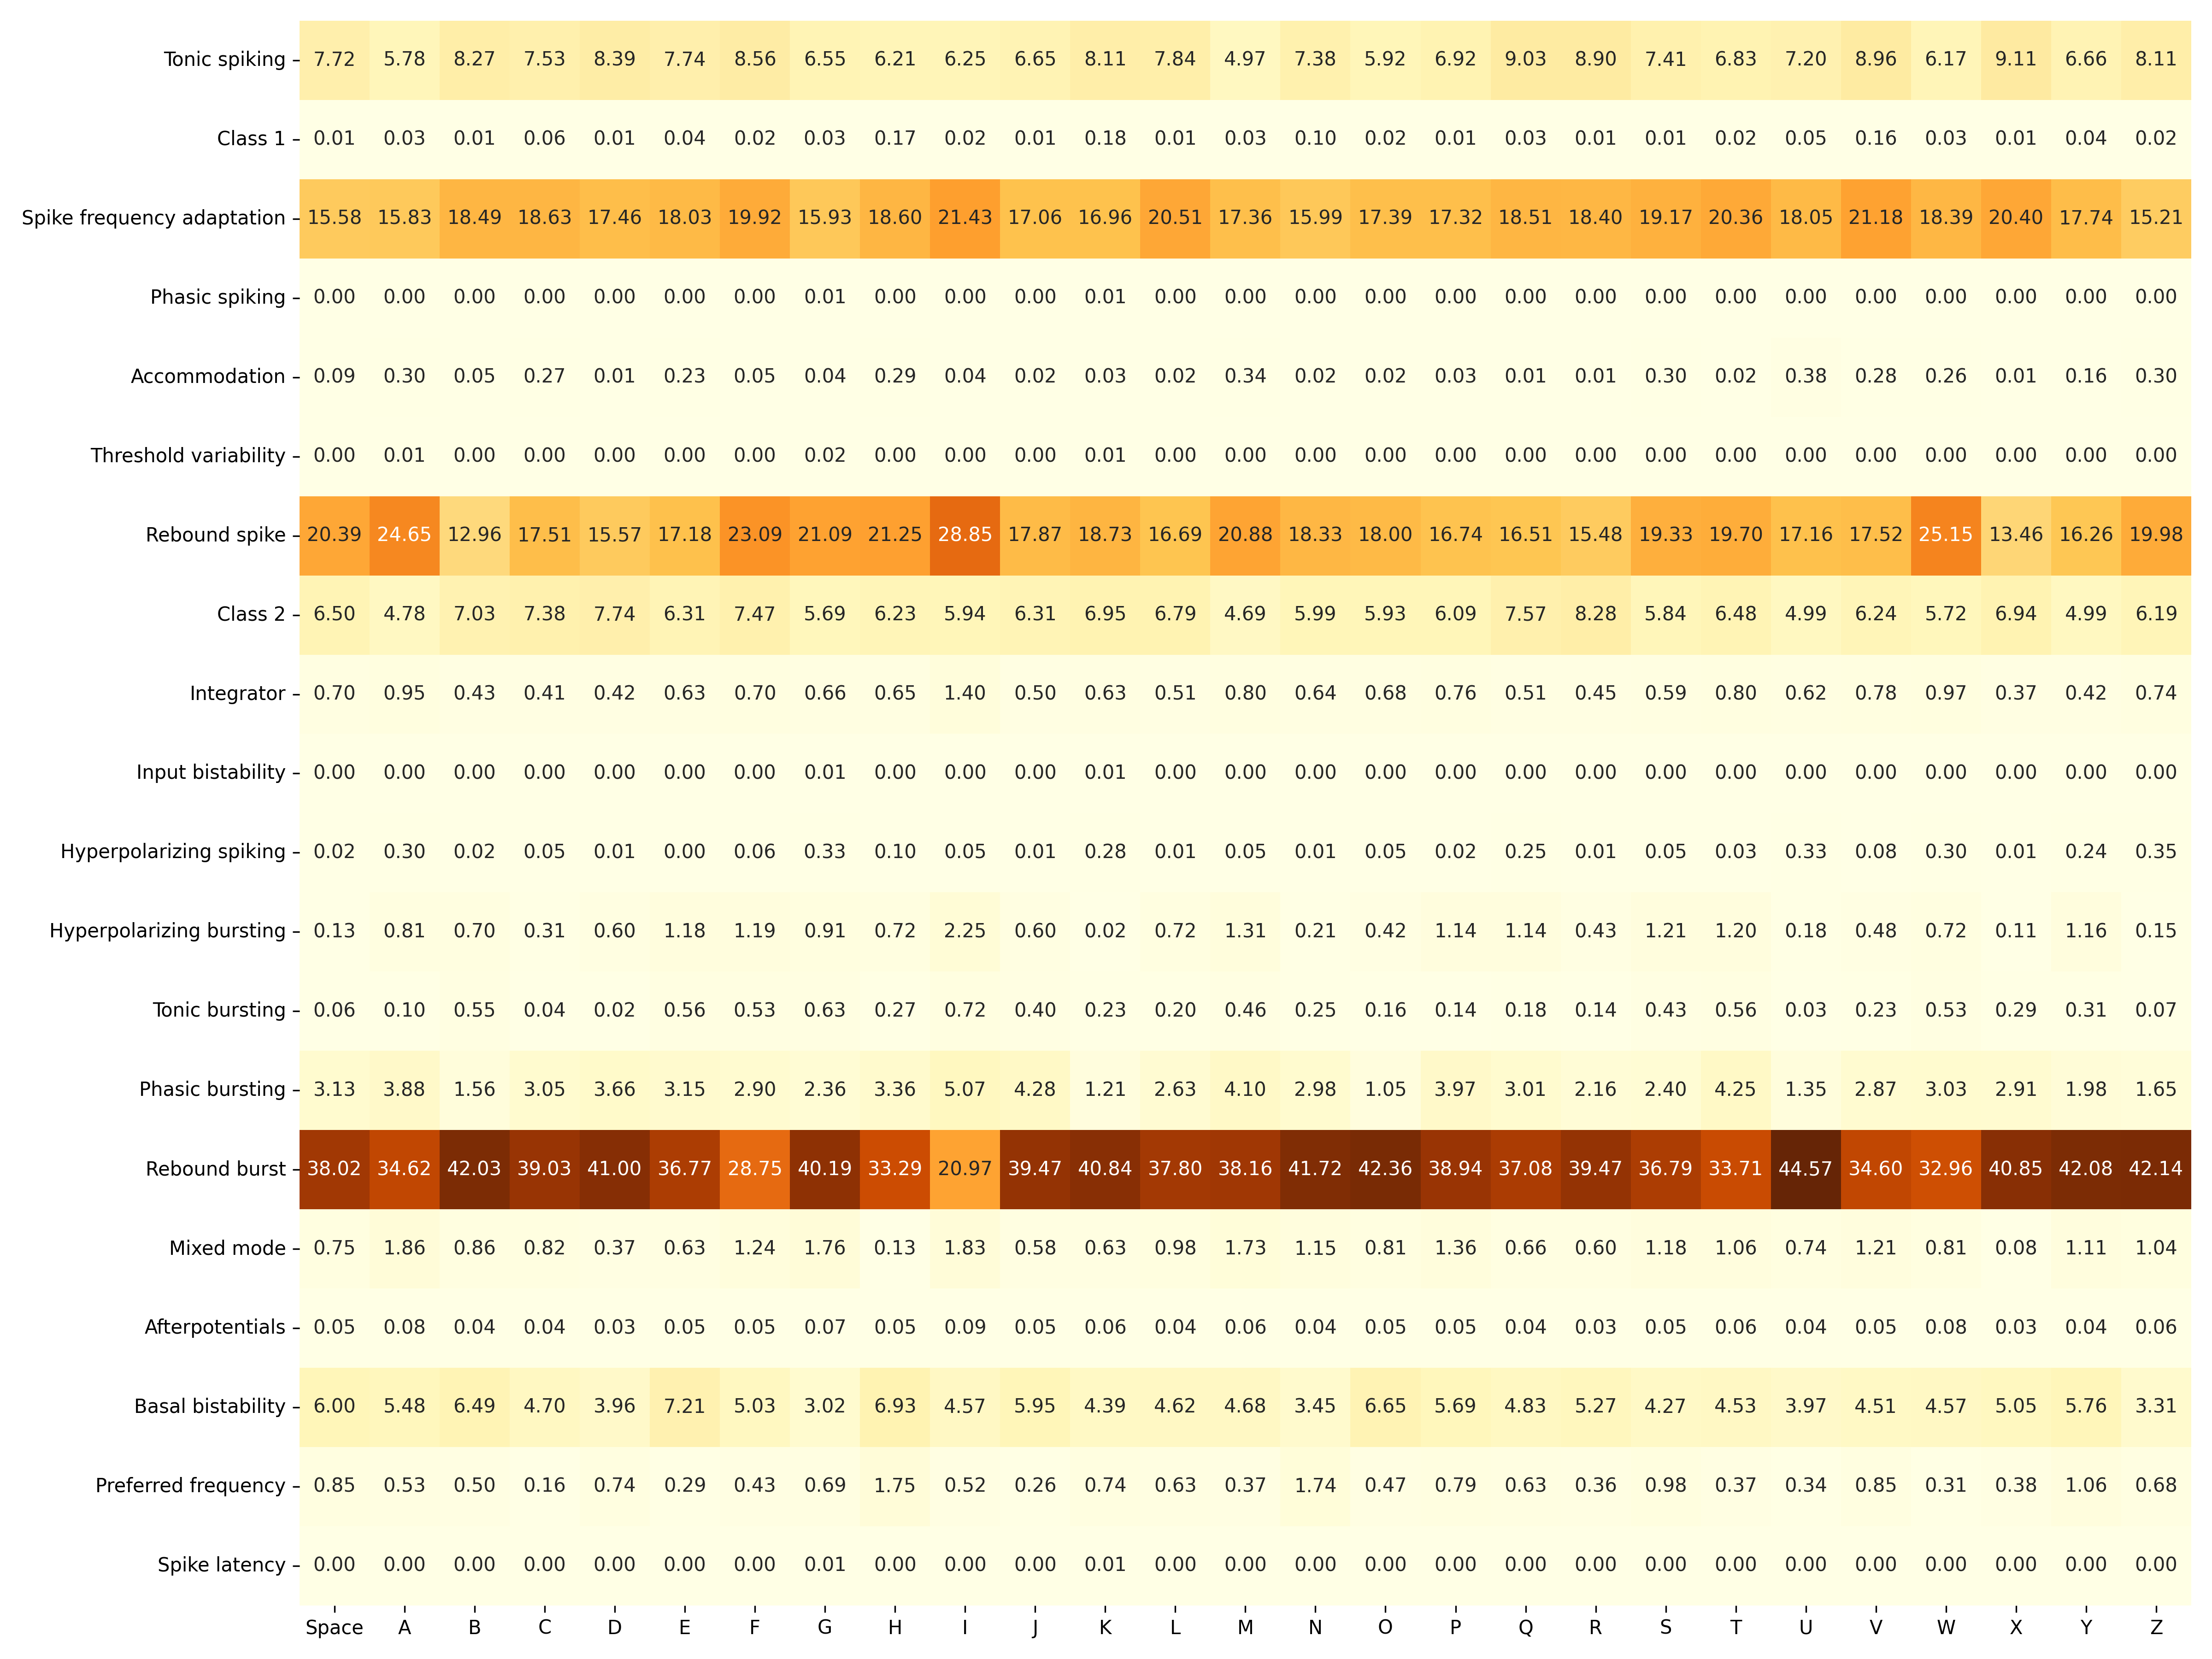 Tonic spiking 7.72 5.78 8.27 7.53 8.39 7.74 8.56 6.55 6.21 6.25 6.65 8.11 7.84 4.97 7.38 5.92 6.92 9.03 8.90 7.41 6.83 7.20 8.96 6.17 9.11 6.66 8.11
Class 1 0.01 0.03 0.01 0.06 0.01 0.04 0.02 0.03 0.17 0.02 0.01 0.18 0.01 0.03 0.10 0.02 0.01 0.03 0.01 0.01 0.02 0.05 0.16 0.03 0.01 0.04 0.02
Spike frequency adaptation 15.58 15.83 18.49 18.63 17.46 18.03 19.92 15.93 18.60 21.43 17.06 16.96 20.51 17.36 15.99 17.39 17.32 18.51 18.40 19.17 20.36 18.05 21.18 18.39 20.40 17.74 15.21
Phasic spiking 0.00 0.00 0.00 0.00 0.00 0.00 0.00 0.01 0.00 0.00 0.00 0.01 0.00 0.00 0.00 0.00 0.00 0.00 0.00 0.00 0.00 0.00 0.00 0.00 0.00 0.00 0.00
Accommodation 0.09 0.30 0.05 0.27 0.01 0.23 0.05 0.04 0.29 0.04 0.02 0.03 0.02 0.34 0.02 0.02 0.03 0.01 0.01 0.30 0.02 0.38 0.28 0.26 0.01 0.16 0.30
Threshold variability 0.00 0.01 0.00 0.00 0.00 0.00 0.00 0.02 0.00 0.00 0.00 0.01 0.00 0.00 0.00 0.00 0.00 0.00 0.00 0.00 0.00 0.00 0.00 0.00 0.00 0.00 0.00
Rebound spike 20.39 24.65 12.96 17.51 15.57 17.18 23.09 21.09 21.25 28.85 17.87 18.73 16.69 20.88 18.33 18.00 16.74 16.51 15.48 19.33 19.70 17.16 17.52 25.15 13.46 16.26 19.98
Class 2 6.50 4.78 7.03 7.38 7.74 6.31 7.47 5.69 6.23 5.94 6.31 6.95 6.79 4.69 5.99 5.93 6.09 7.57 8.28 5.84 6.48 4.99 6.24 5.72 6.94 4.99 6.19
Integrator 0.70 0.95 0.43 0.41 0.42 0.63 0.70 0.66 0.65 1.40 0.50 0.63 0.51 0.80 0.64 0.68 0.76 0.51 0.45 0.59 0.80 0.62 0.78 0.97 0.37 0.42 0.74
Input bistability 0.00 0.00 0.00 0.00 0.00 0.00 0.00 0.01 0.00 0.00 0.00 0.01 0.00 0.00 0.00 0.00 0.00 0.00 0.00 0.00 0.00 0.00 0.00 0.00 0.00 0.00 0.00
Hyperpolarizing spiking 0.02 0.30 0.02 0.05 0.01 0.00 0.06 0.33 0.10 0.05 0.01 0.28 0.01 0.05 0.01 0.05 0.02 0.25 0.01 0.05 0.03 0.33 0.08 0.30 0.01 0.24 0.35
Hyperpolarizing bursting 0.13 0.81 0.70 0.31 0.60 1.18 1.19 0.91 0.72 2.25 0.60 0.02 0.72 1.31 0.21 0.42 1.14 1.14 0.43 1.21 1.20 0.18 0.48 0.72 0.11 1.16 0.15
Tonic bursting 0.06 0.10 0.55 0.04 0.02 0.56 0.53 0.63 0.27 0.72 0.40 0.23 0.20 0.46 0.25 0.16 0.14 0.18 0.14 0.43 0.56 0.03 0.23 0.53 0.29 0.31 0.07
Phasic bursting 3.13 3.88 1.56 3.05 3.66 3.15 2.90 2.36 3.36 5.07 4.28 1.21 2.63 4.10 2.98 1.05 3.97 3.01 2.16 2.40 4.25 1.35 2.87 3.03 2.91 1.98 1.65
Rebound burst 38.02 34.62 42.03 39.03 41.00 36.77 28.75 40.19 33.29 20.97 39.47 40.84 37.80 38.16 41.72 42.36 38.94 37.08 39.47 36.79 33.71 44.57 34.60 32.96 40.85 42.08 42.14
Mixed mode 0.75 1.86 0.86 0.82 0.37 0.63 1.24 1.76 0.13 1.83 0.58 0.63 0.98 1.73 1.15 0.81 1.36 0.66 0.60 1.18 1.06 0.74 1.21 0.81 0.08 1.11 1.04
Afterpotentials 0.05 0.08 0.04 0.04 0.03 0.05 0.05 0.07 0.05 0.09 0.05 0.06 0.04 0.06 0.04 0.05 0.05 0.04 0.03 0.05 0.06 0.04 0.05 0.08 0.03 0.04 0.06
Basal bistability 6.00 5.48 6.49 4.70 3.96 7.21 5.03 3.02 6.93 4.57 5.95 4.39 4.62 4.68 3.45 6.65 5.69 4.83 5.27 4.27 4.53 3.97 4.51 4.57 5.05 5.76 3.31
Preferred frequency 0.85 0.53 0.50 0.16 0.74 0.29 0.43 0.69 1.75 0.52 0.26 0.74 0.63 0.37 1.74 0.47 0.79 0.63 0.36 0.98 0.37 0.34 0.85 0.31 0.38 1.06 0.68
Spike latency 0.00 0.00 0.00 0.00 0.00 0.00 0.00 0.01 0.00 0.00 0.00 0.01 0.00 0.00 0.00 0.00 0.00 0.00 0.00 0.00 0.00 0.00 0.00 0.00 0.00 0.00 0.00
Space A B C D E F G H I J K L M N O P Q R S T U V W X Y Z